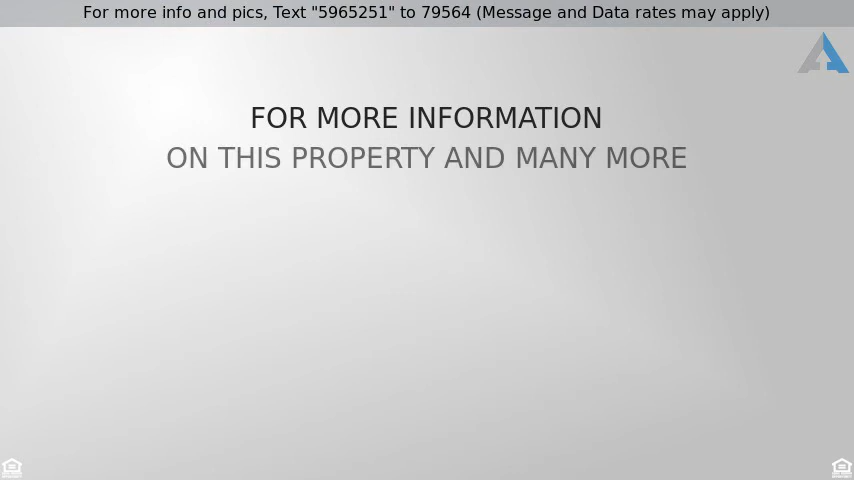 For more info and pics, Text "5965251" to 79564 (Message and Data rates may apply)
FOR MORE INFORMATION
ON THIS PROPERTY AND MANY MORE